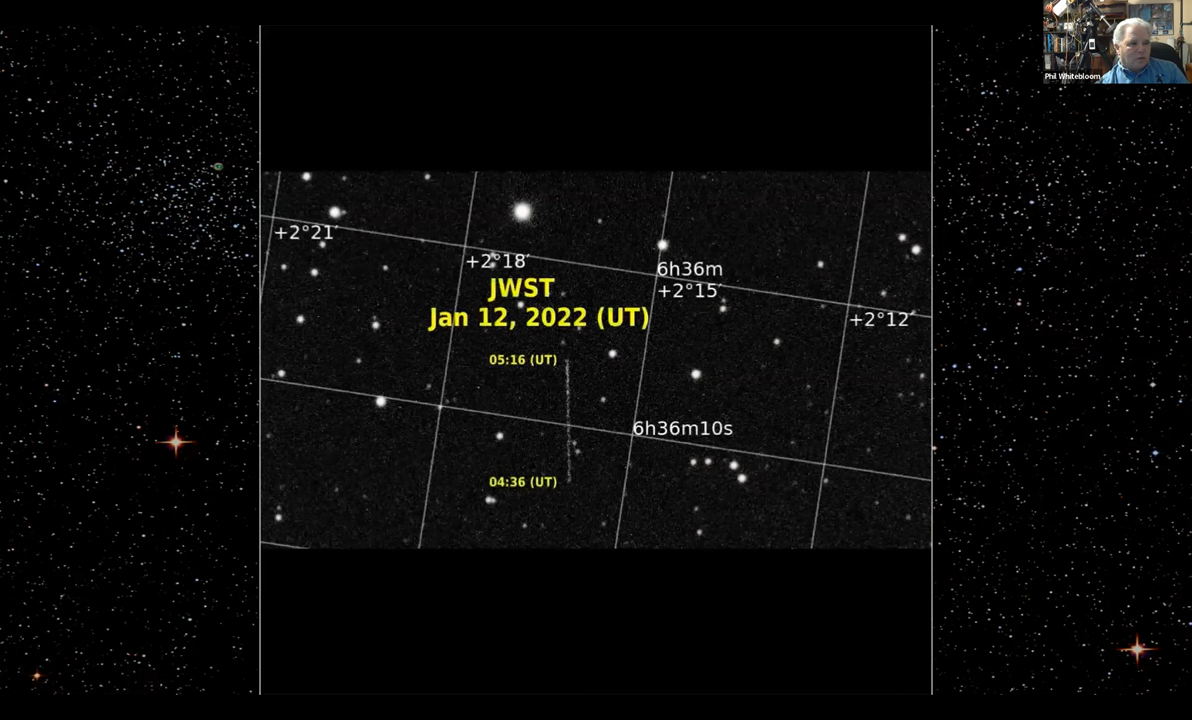 Phil Whitebloom
+2°21′
+2°18′
6h36m
+2°15′
+2°12′
JWST
Jan 12, 2022 (UT)
05:16 (UT)
6h36m10s
04:36 (UT)